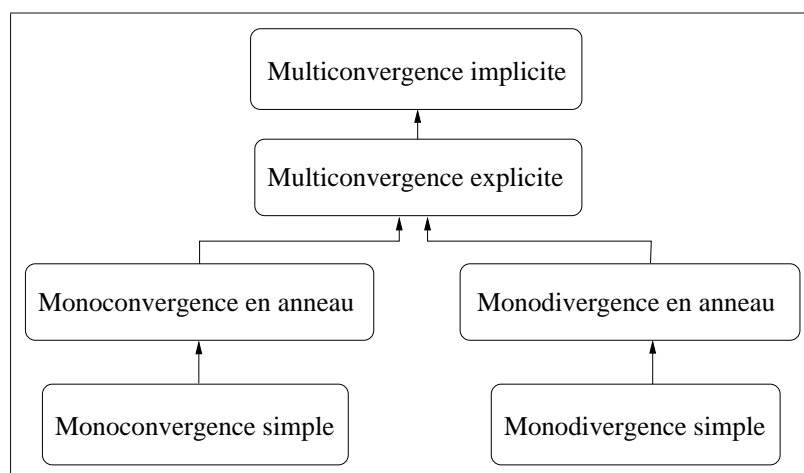 Multiconvergence implicite
Multiconvergence explicite
Monoconvergence en anneau
Monodivergence en anneau
Monoconvergence simple
Monodivergence simple